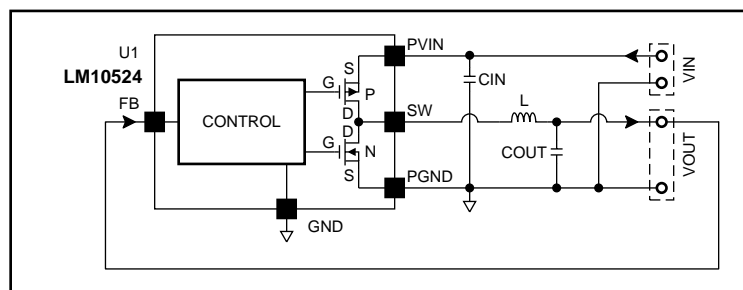 U1
LM10524
FB
CONTROL
G
S
P
D
D
G
N
S
PVIN
SW
PGND
GND
CIN
L
COUT
VIN
VOUT